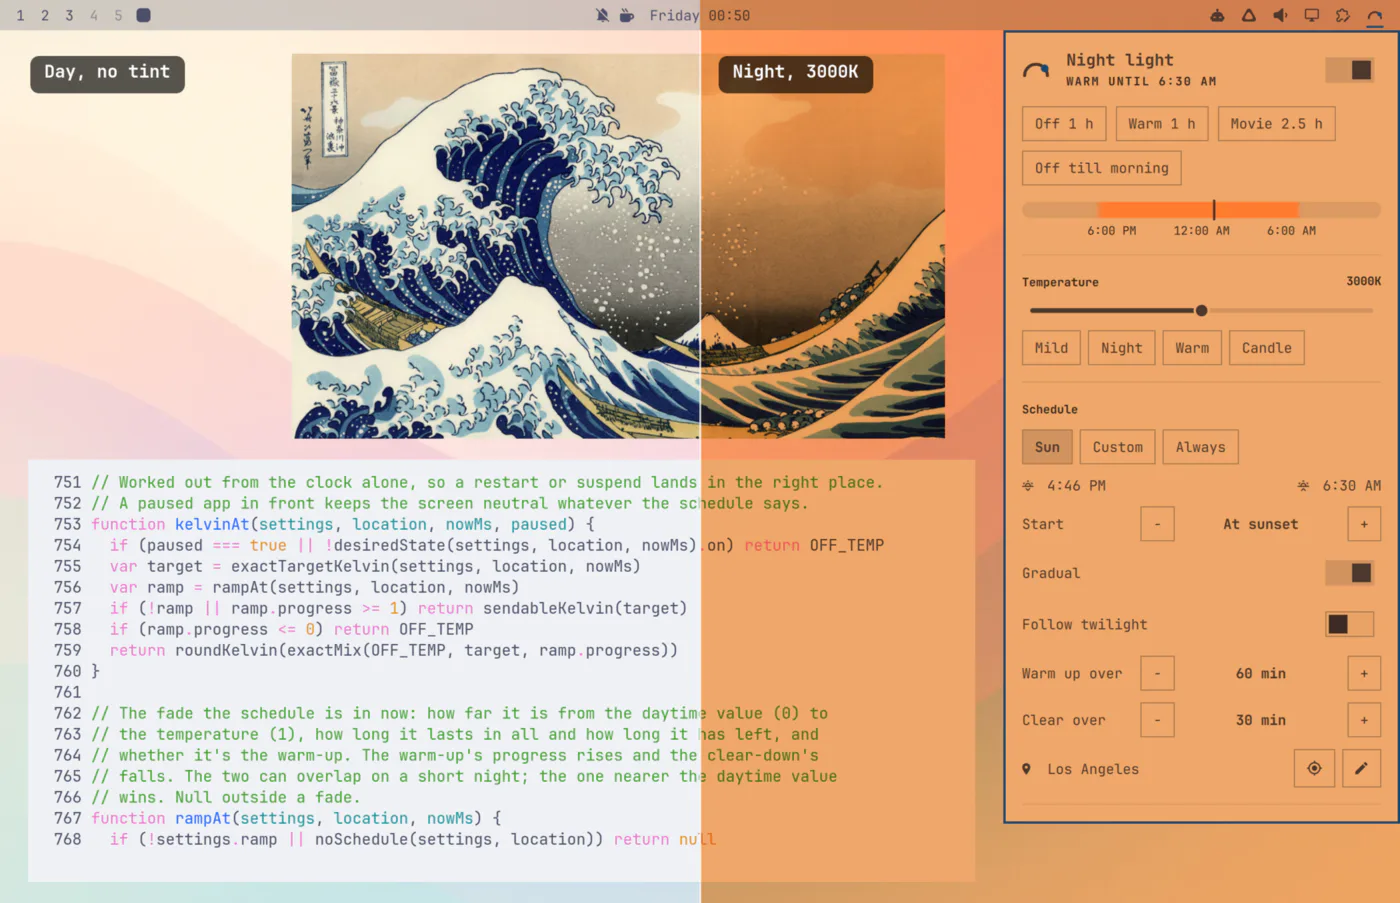 1 2 3 4 5
Friday 00:50
Day, no tint
Night, 3000K
Night light
WARM UNTIL 6:30 AM
Off 1 h Warm 1 h Movie 2.5 h
Off till morning
6:00 PM 12:00 AM 6:00 AM
Temperature 3000K
Mild Night Warm Candle
Schedule
Sun Custom Always
4:46 PM 6:30 AM
Start - At sunset +
Gradual
Follow twilight
Warm up over - 60 min +
Clear over - 30 min +
Los Angeles
751 // Worked out from the clock alone, so a restart or suspend lands in the right place.
752 // A paused app in front keeps the screen neutral whatever the schedule says.
753 function kelvinAt(settings, location, nowMs, paused) {
754   if (paused === true || !desiredState(settings, location, nowMs).on) return OFF_TEMP
755   var target = exactTargetKelvin(settings, location, nowMs)
756   var ramp = rampAt(settings, location, nowMs)
757   if (!ramp || ramp.progress >= 1) return sendableKelvin(target)
758   if (ramp.progress <= 0) return OFF_TEMP
759   return roundKelvin(exactMix(OFF_TEMP, target, ramp.progress))
760 }
761
762 // The fade the schedule is in now: how far it is from the daytime value (0) to
763 // the temperature (1), how long it lasts in all and how long it has left, and
764 // whether it's the warm-up. The warm-up's progress rises and the clear-down's
765 // falls. The two can overlap on a short night; the one nearer the daytime value
766 // wins. Null outside a fade.
767 function rampAt(settings, location, nowMs) {
768   if (!settings.ramp || noSchedule(settings, location)) return null